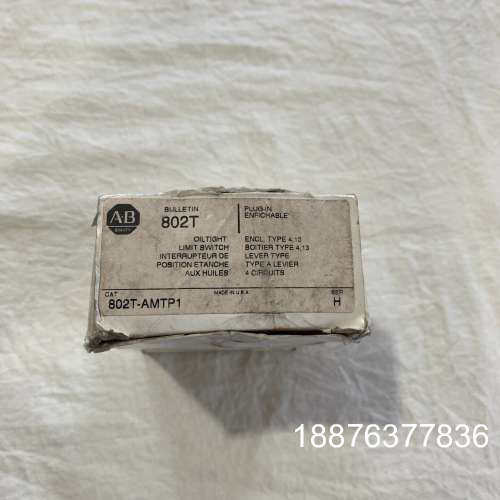 A-B
QUALITY
BULLETIN
802T
PLUG-IN
ENFICHABLE
OILTIGHT
LIMIT SWITCH
INTERRUPTEUR DE
POSITION ETANCHE
AUX HUILES
ENCL. TYPE 4,13
BOITIER TYPE 4,13
LEVER TYPE
TYPE A LEVIER
4 CIRCUITS
CAT
802T-AMTP1
MADE IN U.S.A.
SER
H
18876377836